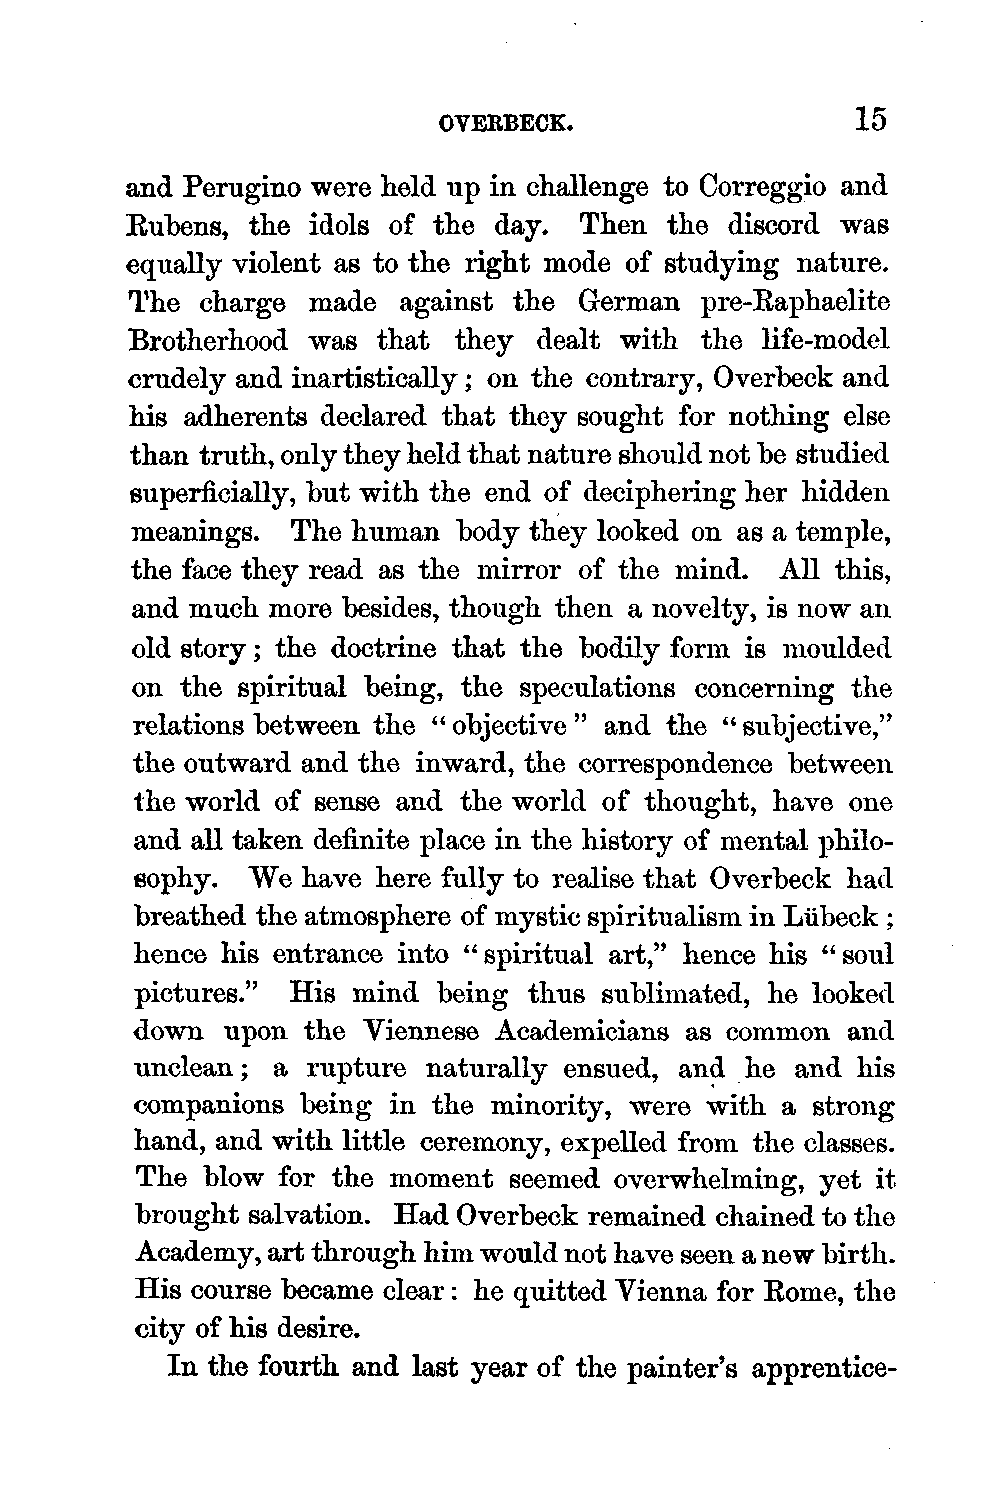 OVERBECK. 15
and Perugino were held up in challenge to Correggio and
Rubens, the idols of the day. Then the discord was
equally violent as to the right mode of studying nature.
The charge made against the German pre-Raphaelite
Brotherhood was that they dealt with the life-model
crudely and inartistically; on the contrary, Overbeck and
his adherents declared that they sought for nothing else
than truth, only they held that nature should not be studied
superficially, but with the end of deciphering her hidden
meanings. The human body they looked on as a temple,
the face they read as the mirror of the mind. All this,
and much more besides, though then a novelty, is now an
old story; the doctrine that the bodily form is moulded
on the spiritual being, the speculations concerning the
relations between the "objective" and the "subjective,"
the outward and the inward, the correspondence between
the world of sense and the world of thought, have one
and all taken definite place in the history of mental philo-
sophy. We have here fully to realise that Overbeck had
breathed the atmosphere of mystic spiritualism in Lübeck;
hence his entrance into "spiritual art," hence his "soul
pictures." His mind being thus sublimated, he looked
down upon the Viennese Academicians as common and
unclean; a rupture naturally ensued, and he and his
companions being in the minority, were with a strong
hand, and with little ceremony, expelled from the classes.
The blow for the moment seemed overwhelming, yet it
brought salvation. Had Overbeck remained chained to the
Academy, art through him would not have seen a new birth.
His course became clear: he quitted Vienna for Rome, the
city of his desire.
In the fourth and last year of the painter's apprentice-